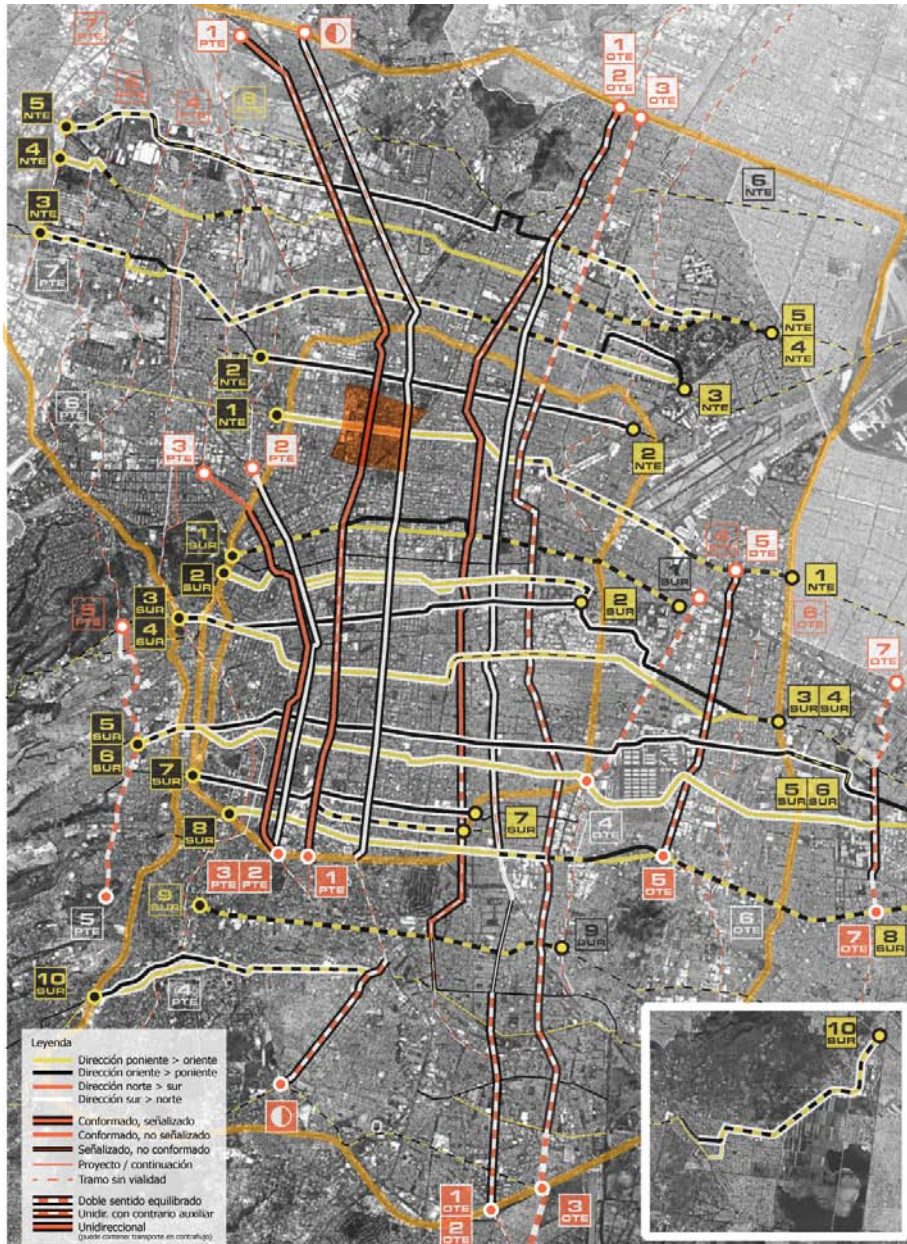 7
PTE
1
PTE
1
OTE
2
OTE
3
OTE
4
6
5
NTE
4
NTE
3
NTE
6
NTE
7
PTE
5
NTE
4
NTE
2
NTE
3
NTE
6
PTE
1
NTE
2
NTE
3
PTE
2
PTE
1
SUR
2
SUR
1
SUR
5
OTE
1
NTE
2
SUR
3
SUR
4
SUR
6
OTE
5
PTE
7
OTE
3 4
SUR SUR
5
SUR
6
SUR
7
SUR
5 6
SUR SUR
8
SUR
7
SUR
4
OTE
3 2
PTE PTE
1
PTE
5
OTE
5
PTE
9
SUR
9
SUR
6
OTE
7 8
OTE SUR
10
SUR
4
PTE
10
SUR
Leyenda
Dirección poniente > oriente
Dirección oriente > poniente
Dirección norte > sur
Dirección sur > norte
Conformado, señalizado
Conformado, no señalizado
Señalizado, no conformado
Proyecto / continuación
Tramo sin vialidad
Doble sentido equilibrado
Unidir. con contrario auxiliar
Unidireccional
(puede contener transporte en contraflujo)
1
OTE
2
OTE
3
OTE